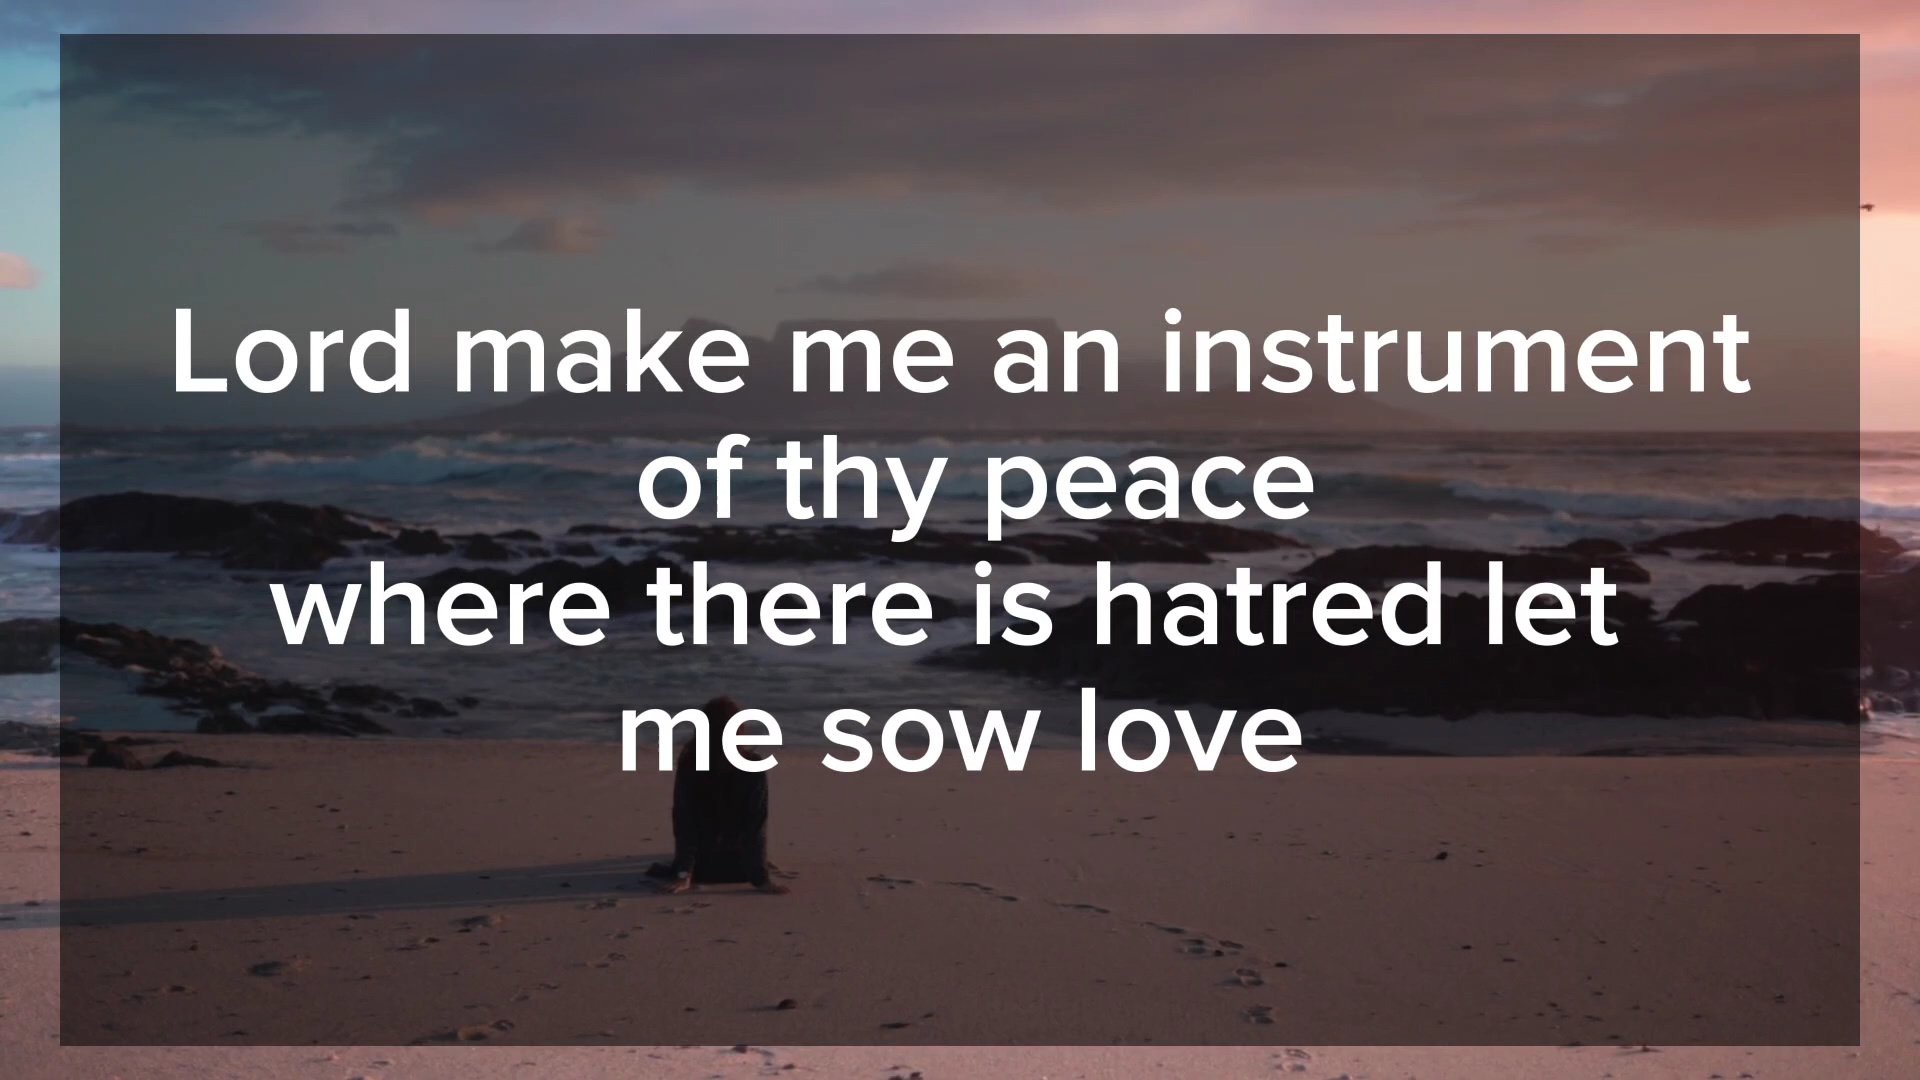 Lord make me an instrument
of thy peace
where there is hatred let
me sow love